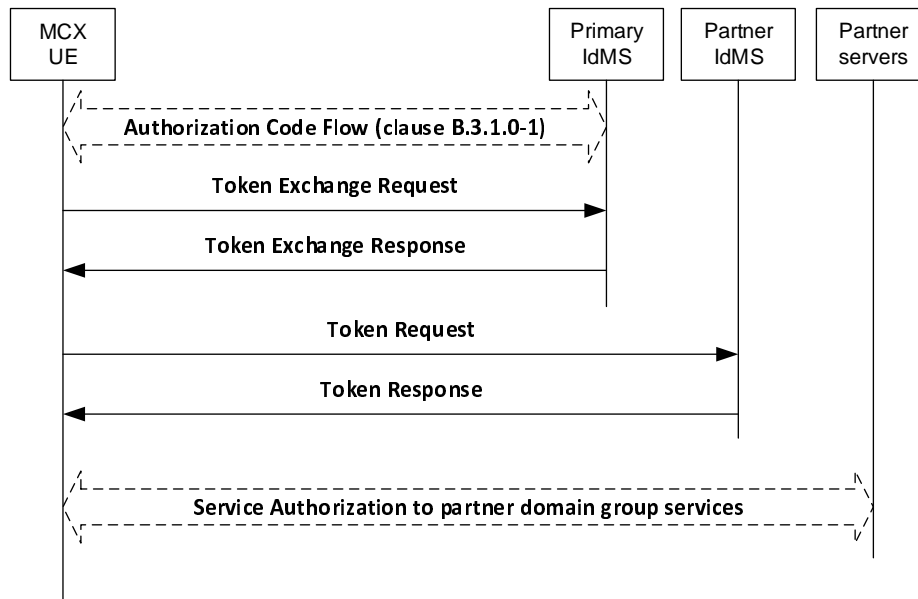 MCX
UE
Primary
IdMS
Partner
IdMS
Partner
servers
Authorization Code Flow (clause B.3.1.0-1)
Token Exchange Request
Token Exchange Response
Token Request
Token Response
Service Authorization to partner domain group services